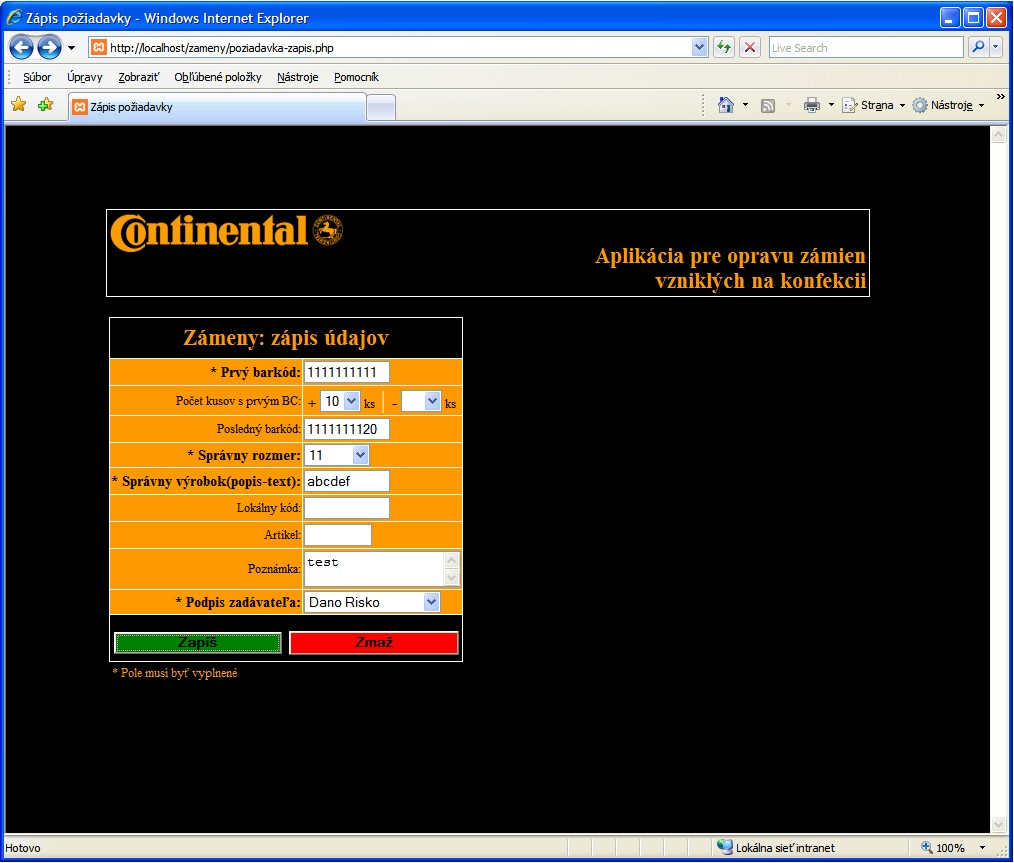 Zápis požiadavky - Windows Internet Explorer
http://localhost/zameny/poziadavka-zapis.php
Live Search
Súbor Úpravy Zobraziť Obľúbené položky Nástroje Pomocník
Zápis požiadavky
Strana Nástroje
Continental
Aplikácia pre opravu zámien
vzniklých na konfekcii
Zámeny: zápis údajov
* Prvý barkód: 1111111111
Počet kusov s prvým BC: + 10 ks - ks
Posledný barkód: 1111111120
* Správny rozmer: 11
* Správny výrobok(popis-text): abcdef
Lokálny kód:
Artikel:
Poznámka: test
* Podpis zadávateľa: Dano Risko
Zapíš Zmaž
* Pole musí byť vyplnené
Hotovo
Lokálna sieť intranet
100%